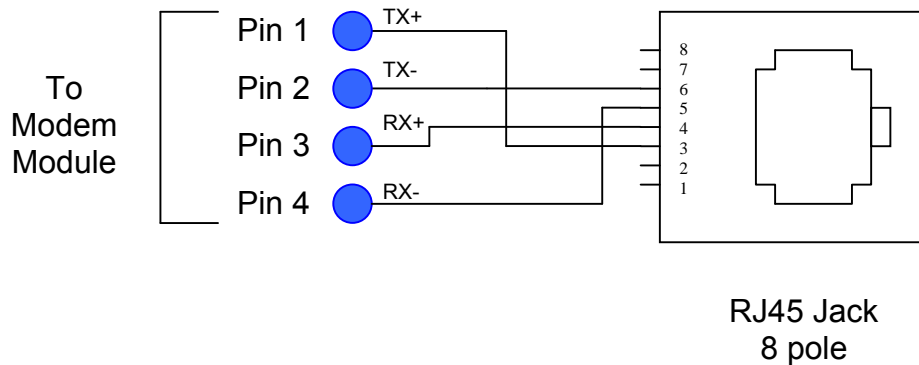 To
Modem
Module
Pin 1
TX+
Pin 2
TX-
Pin 3
RX+
Pin 4
RX-
8
7
6
5
4
3
2
1
RJ45 Jack
8 pole